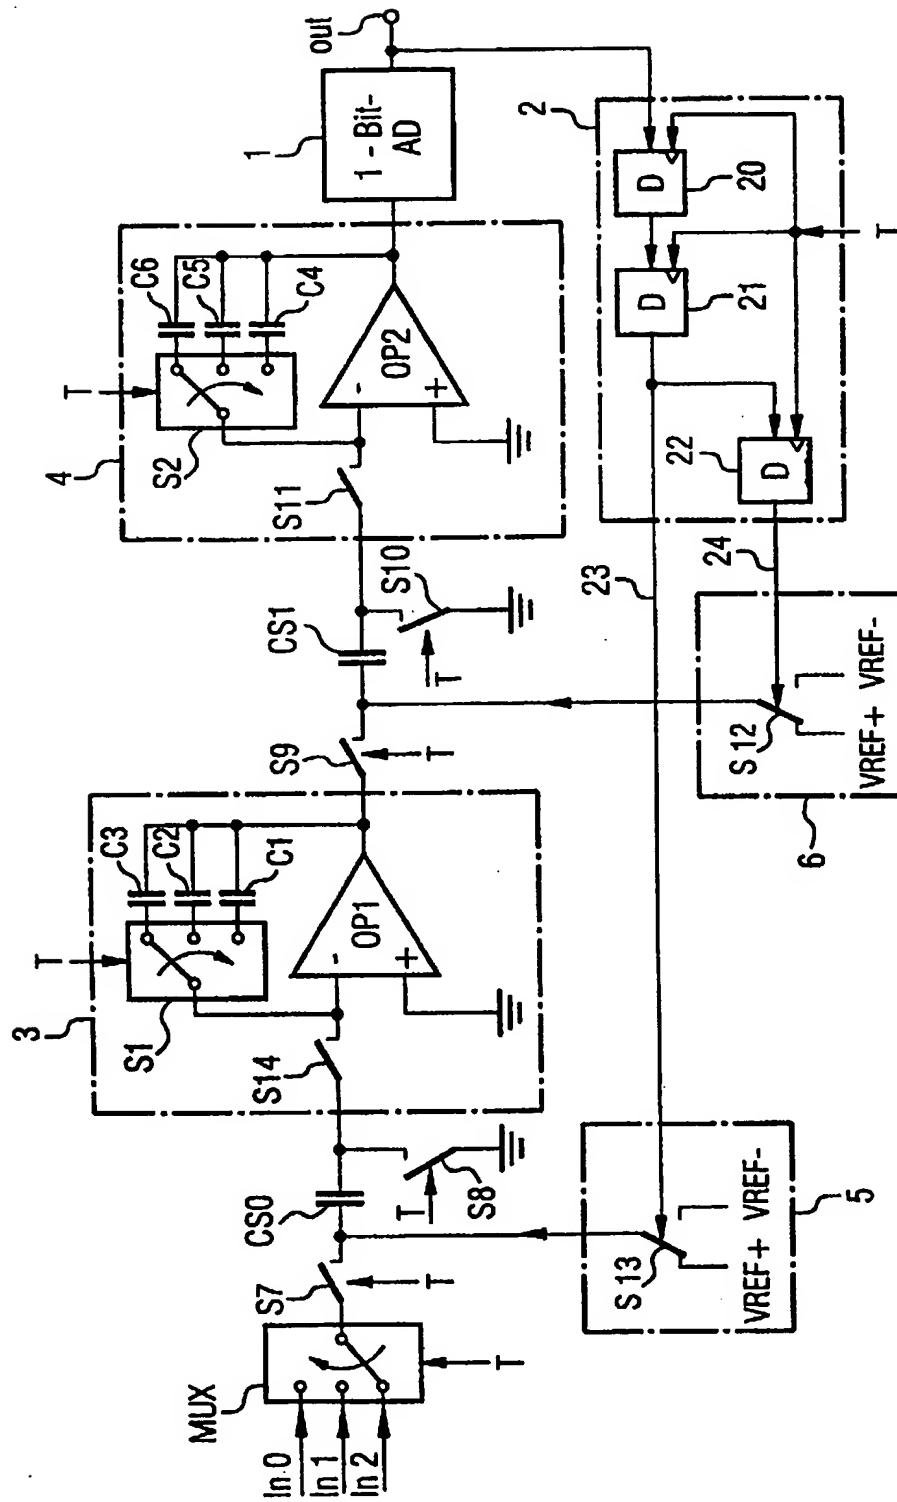 In 0
In 1
In 2
MUX
T
S7
T
CS0
T
S8
3
S1
T
C3
C2
C1
S14
-
+
OP1
S9
T
CS1
T
S10
4
S2
T
C6
C5
C4
S11
-
+
OP2
1
1 - Bit-
AD
out
5
S13
VREF+ VREF-
23
6
S12
VREF+ VREF-
24
2
D
20
D
21
D
22
T